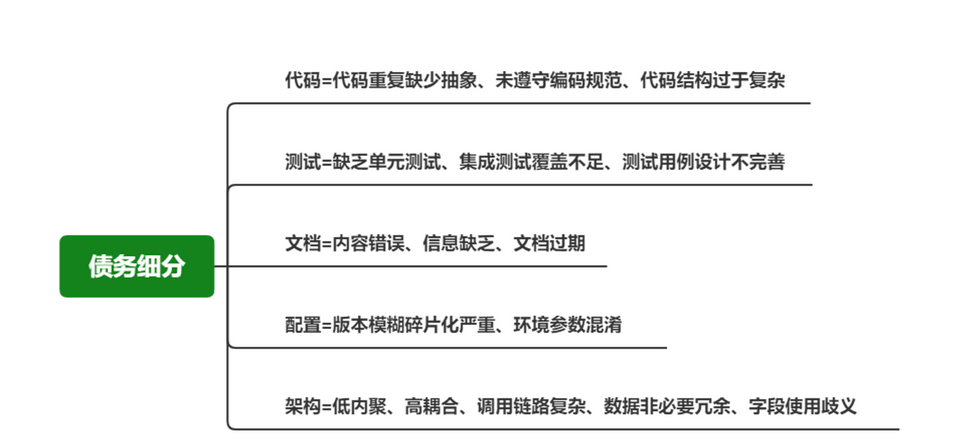 代码=代码重复缺少抽象、未遵守编码规范、代码结构过于复杂
测试=缺乏单元测试、集成测试覆盖不足、测试用例设计不完善
文档=内容错误、信息缺乏、文档过期
债务细分
配置=版本模糊碎片化严重、环境参数混淆
架构=低内聚、高耦合、调用链路复杂、数据非必要冗余、字段使用歧义